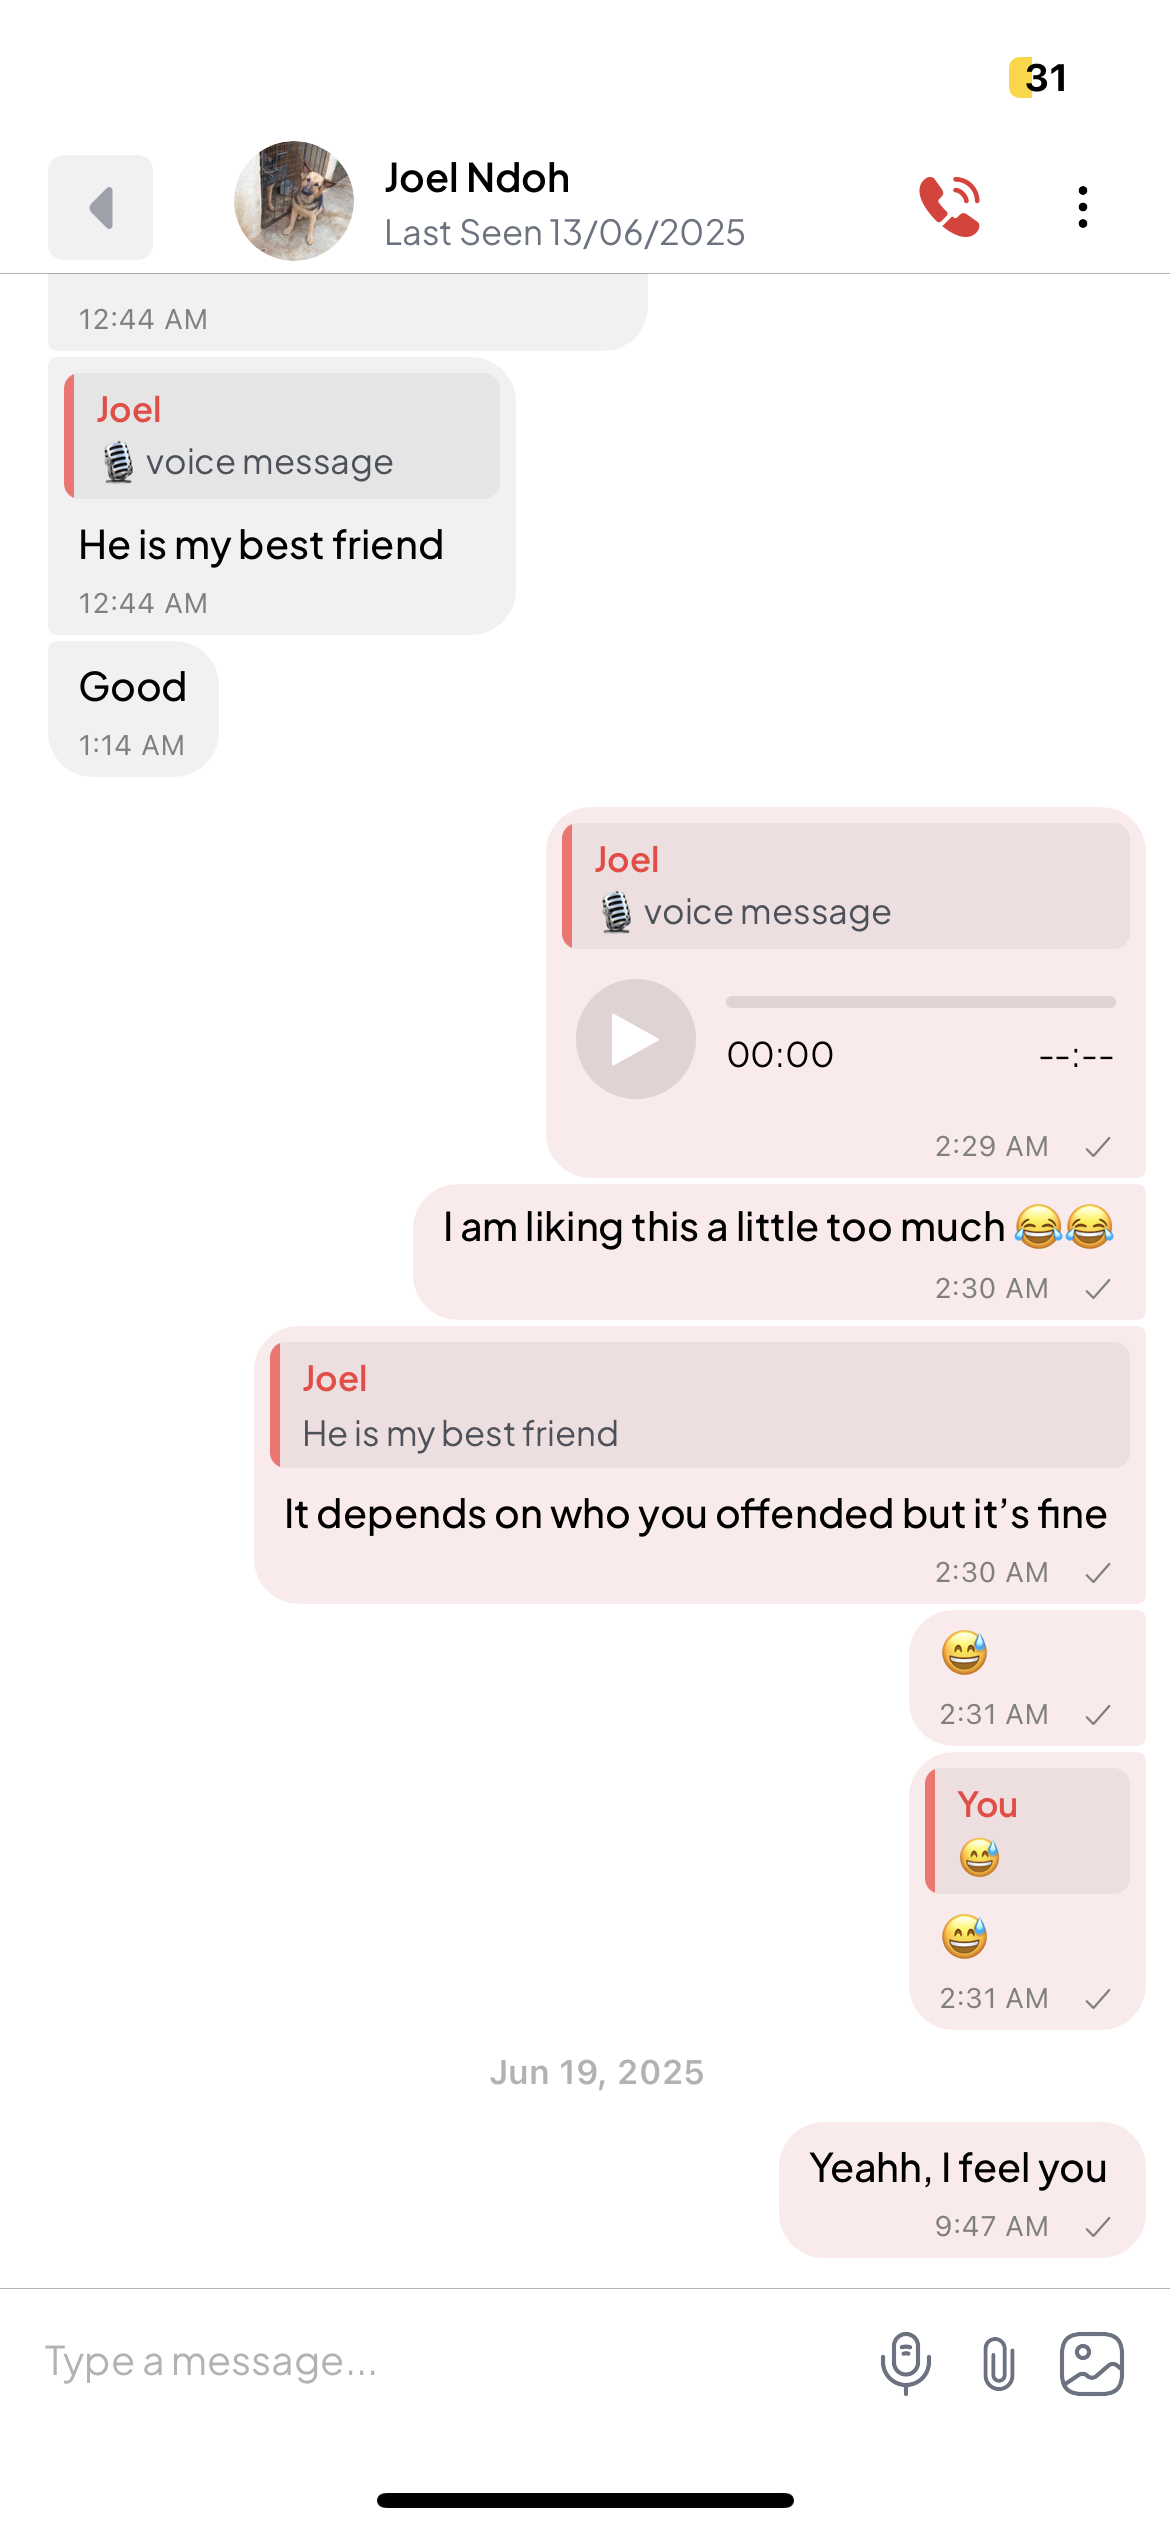 31
Joel Ndoh
Last Seen 13/06/2025
12:44 AM
Joel
🎙 voice message
He is my best friend
12:44 AM
Good
1:14 AM
Joel
🎙 voice message
00:00 --:--
2:29 AM
I am liking this a little too much 😂😂
2:30 AM
Joel
He is my best friend
It depends on who you offended but it’s fine
2:30 AM
😅
2:31 AM
You
😅
😅
2:31 AM
Jun 19, 2025
Yeahh, I feel you
9:47 AM
Type a message...